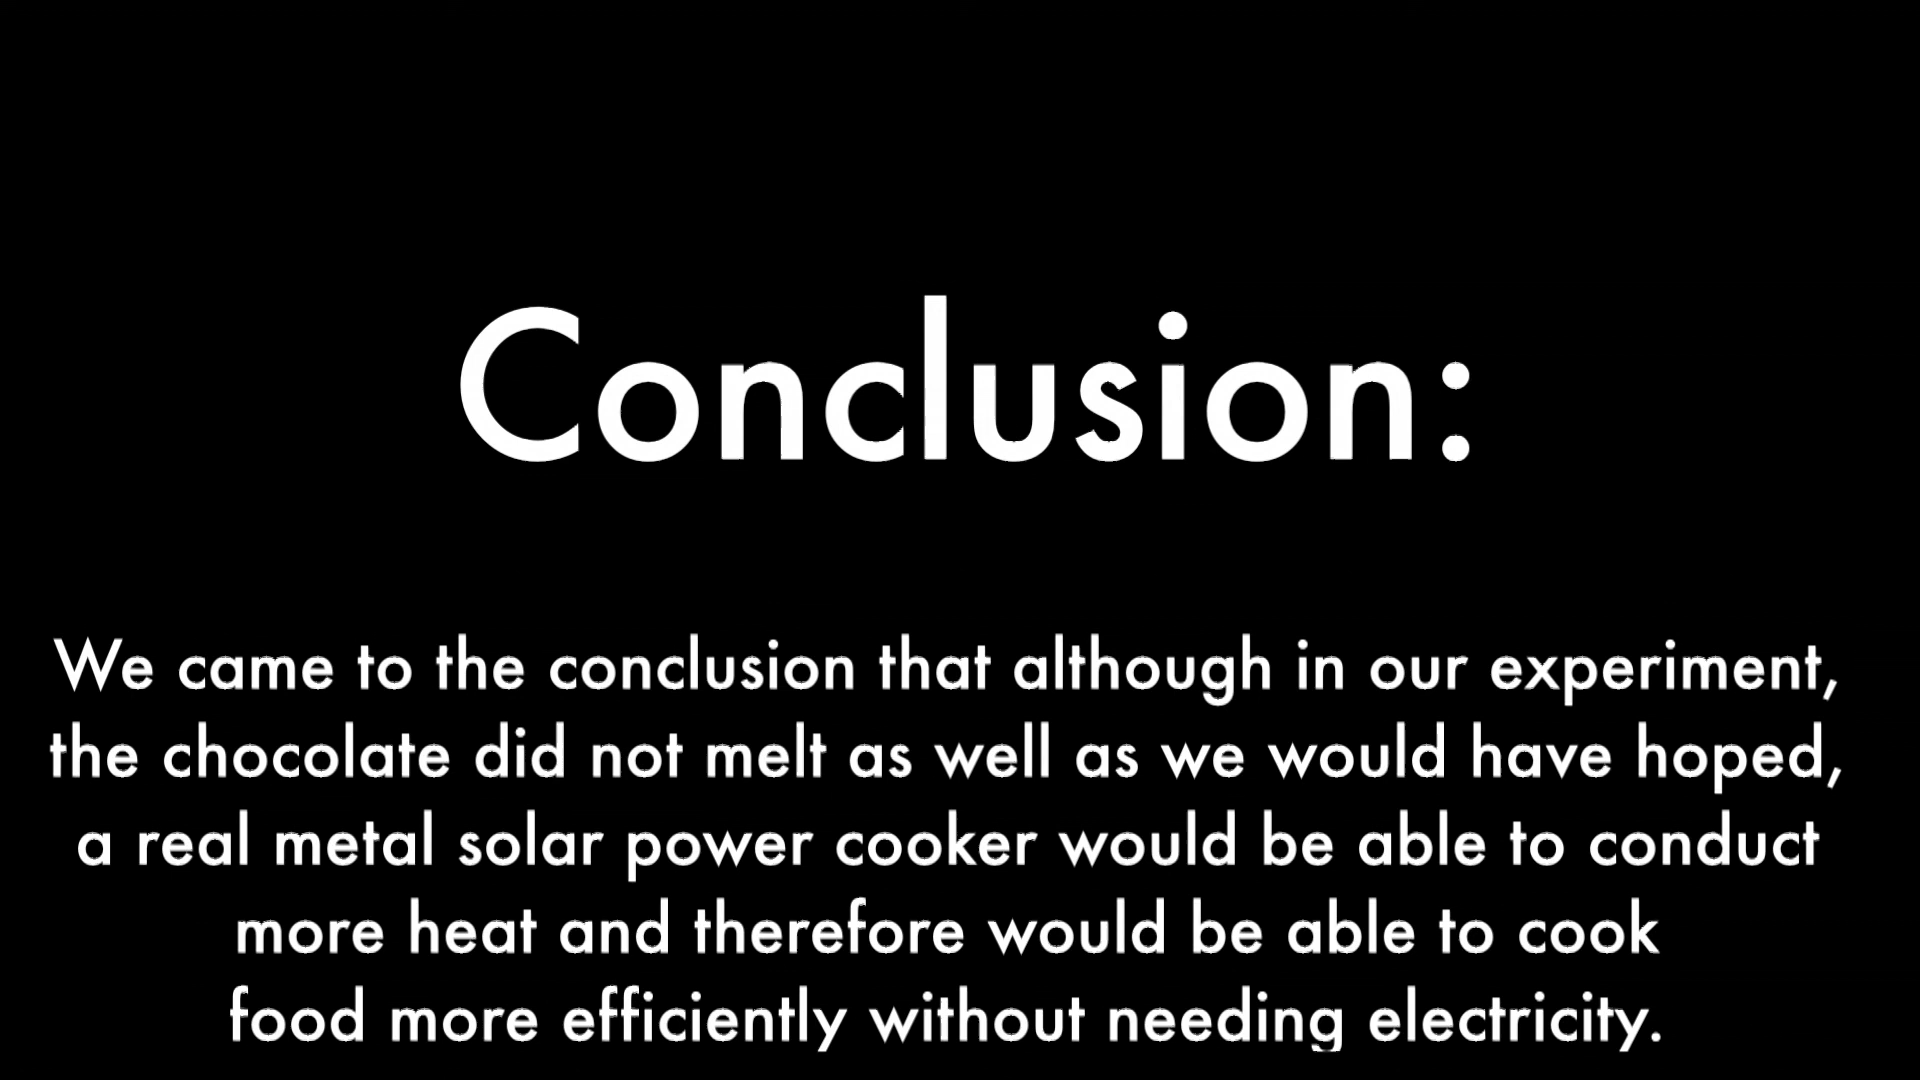 Conclusion:
We came to the conclusion that although in our experiment,
the chocolate did not melt as well as we would have hoped,
a real metal solar power cooker would be able to conduct
more heat and therefore would be able to cook
food more efficiently without needing electricity.